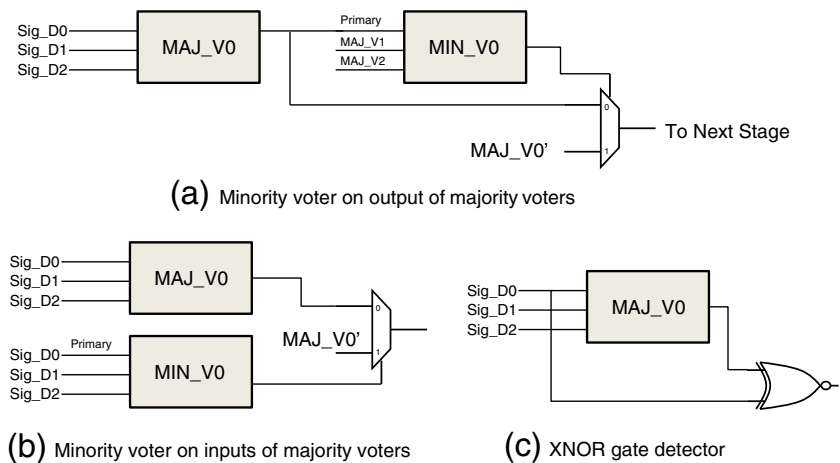 Sig_D0
Sig_D1
Sig_D2
MAJ_V0
Primary
MAJ_V1
MAJ_V2
MIN_V0
0
1
MAJ_V0'
To Next Stage
(a) Minority voter on output of majority voters
Sig_D0
Sig_D1
Sig_D2
MAJ_V0
Sig_D0
Primary
Sig_D1
Sig_D2
MIN_V0
0
MAJ_V0'
1
(b) Minority voter on inputs of majority voters
Sig_D0
Sig_D1
Sig_D2
MAJ_V0
(c) XNOR gate detector